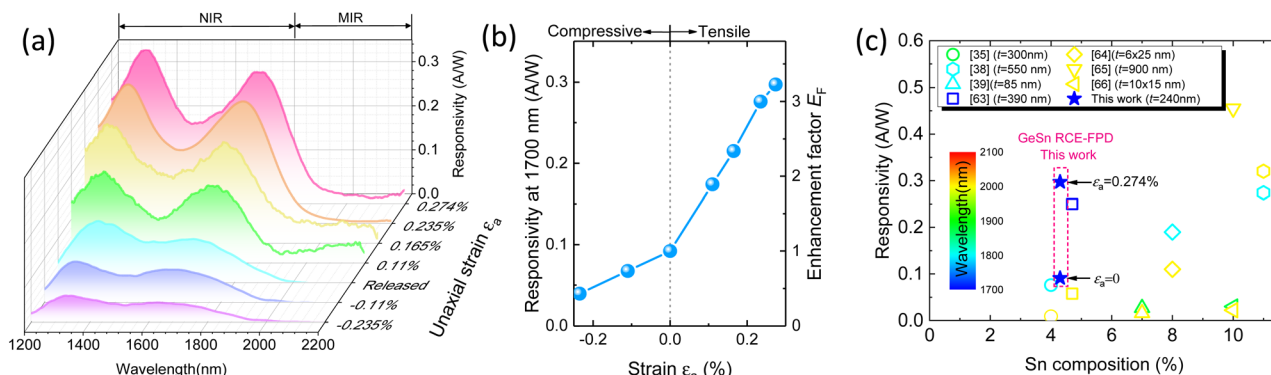 (a)
NIR
MIR
0.3
0.2
0.1
0.0
Responsivity (A/W)
0.274%
0.235%
0.165%
0.11%
Released
-0.11%
-0.235%
Unaxial strain εa
1200
1400
1600
1800
2000
2200
Wavelength(nm)
(b)
Compressive
Tensile
Responsivity at 1700 nm (A/W)
0.3
0.2
0.1
0.0
Enhancement factor EF
3
2
1
0
-0.2
0.0
0.2
Strain εa (%)
(c)
Responsivity (A/W)
0.6
0.5
0.4
0.3
0.2
0.1
0.0
[35] (t=300nm)
[38] (t=550 nm)
[39](t=85 nm)
[63] (t=390 nm)
[64](t=6x25 nm)
[65] (t=900 nm)
[66] (t=10x15 nm)
This work (t=240nm)
GeSn RCE-FPD
This work
Wavelength(nm)
2100
2000
1900
1800
1700
εa=0.274%
εa=0
0
2
4
6
8
10
Sn composition (%)